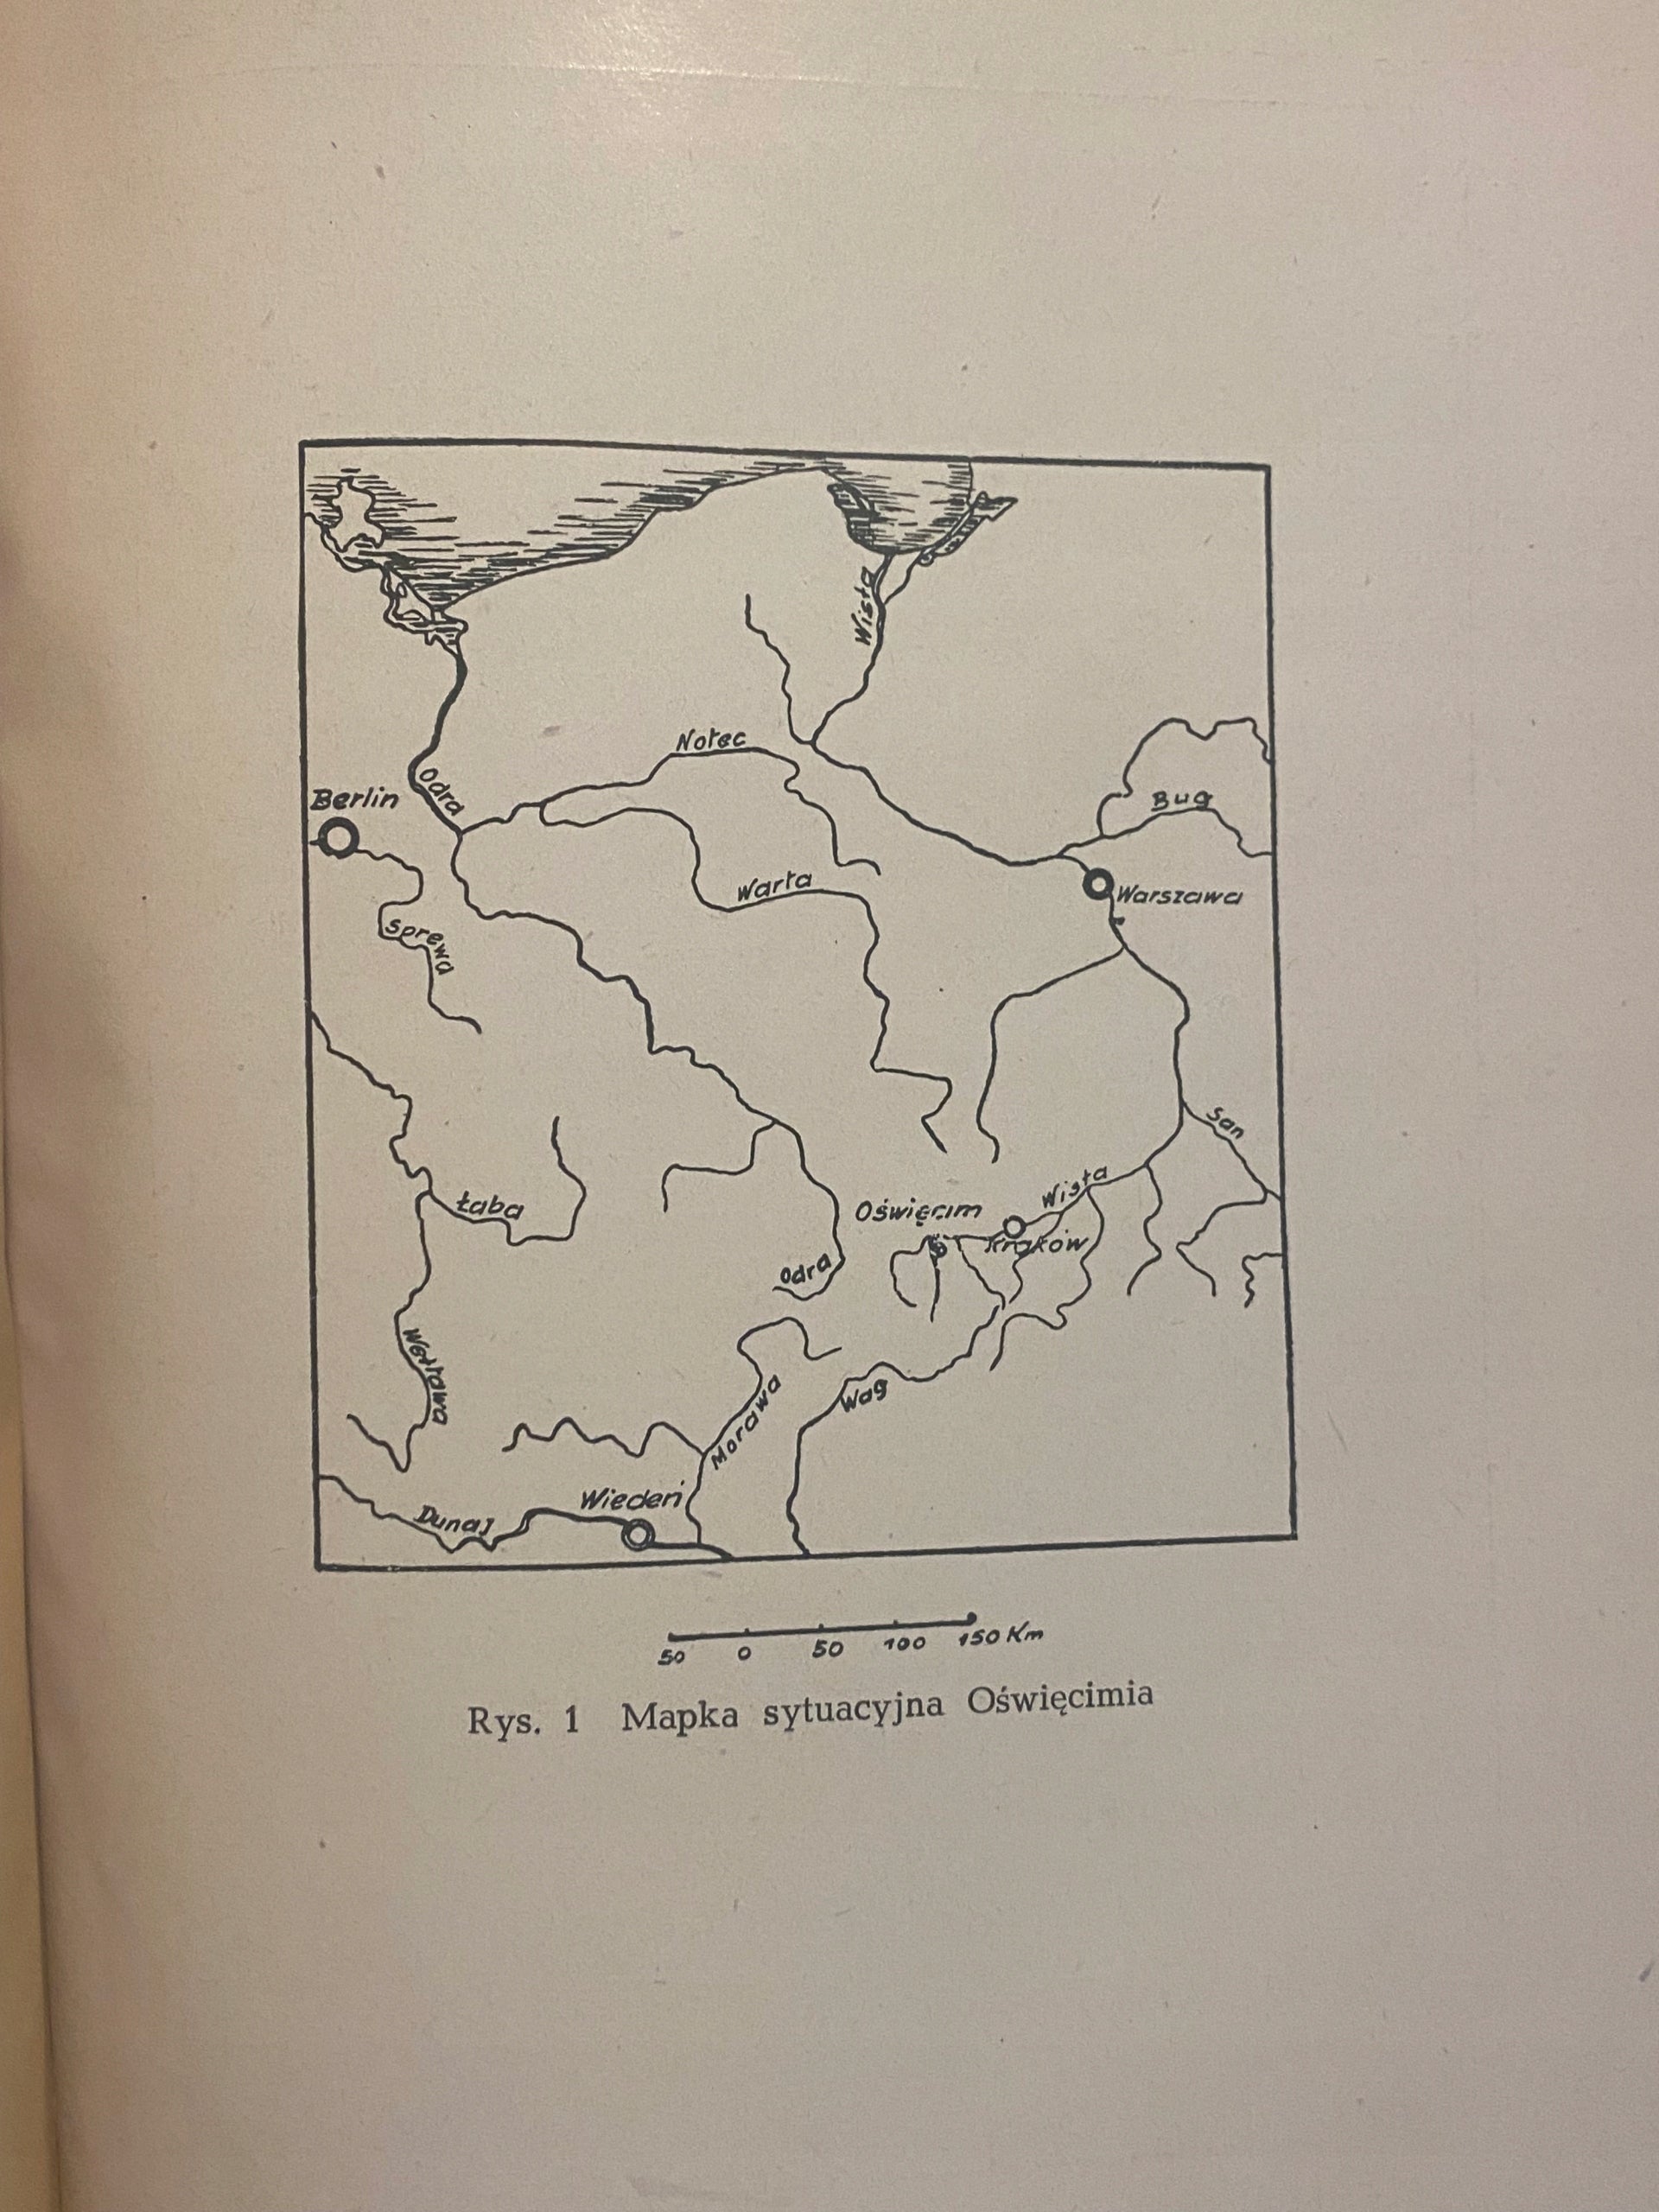 Wisła
Noteć
Odra
Berlin
Bug
Warta
Warszawa
Sprewa
San
Wisła
Łaba
Oświęcim
Kraków
Odra
Wełtawa
Wag
Morawa
Wiedeń
Dunaj
50 0 50 100 150 Km
Rys. 1 Mapka sytuacyjna Oświęcimia